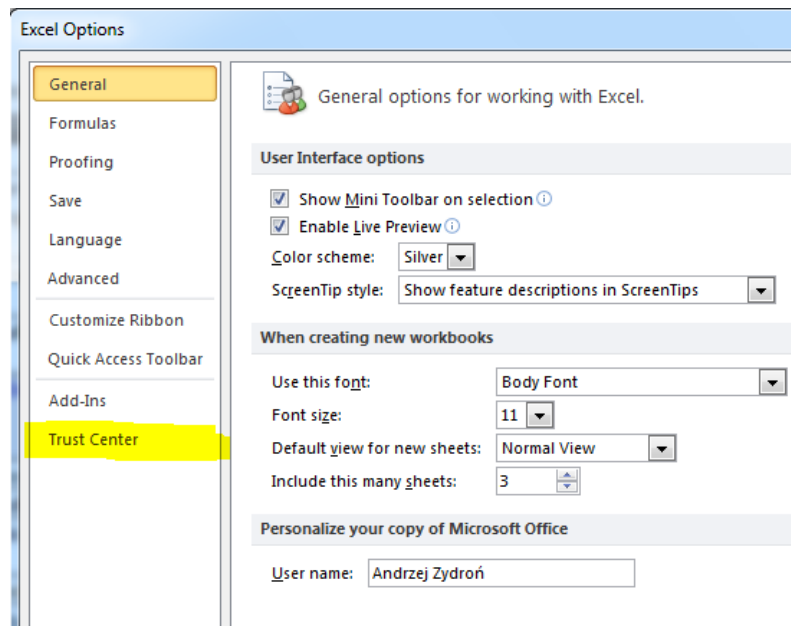 Excel Options
General
Formulas
Proofing
Save
Language
Advanced
Customize Ribbon
Quick Access Toolbar
Add-Ins
Trust Center
General options for working with Excel.
User Interface options
Show Mini Toolbar on selection
Enable Live Preview
Color scheme: Silver
ScreenTip style: Show feature descriptions in ScreenTips
When creating new workbooks
Use this font: Body Font
Font size: 11
Default view for new sheets: Normal View
Include this many sheets: 3
Personalize your copy of Microsoft Office
User name: Andrzej Zydroń